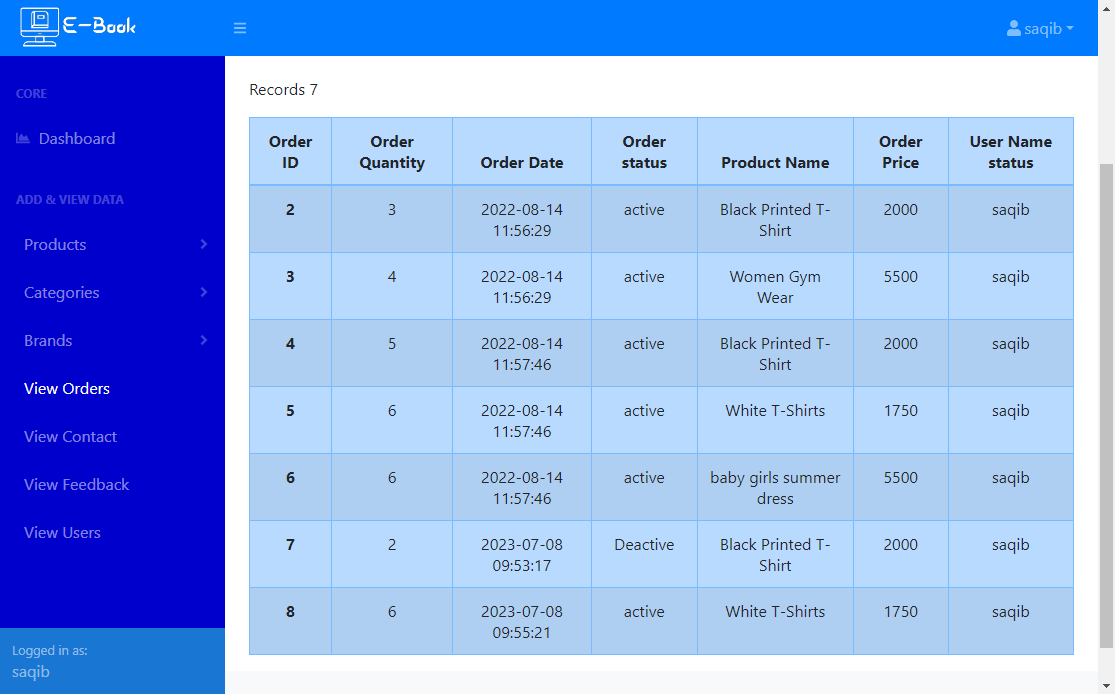 E-Book
saqib
CORE
Dashboard
ADD & VIEW DATA
Products
Categories
Brands
View Orders
View Contact
View Feedback
View Users
Logged in as:
saqib
Records 7
Order ID Order Quantity Order Date Order status Product Name Order Price User Name status
2 3 2022-08-14 11:56:29 active Black Printed T-Shirt 2000 saqib
3 4 2022-08-14 11:56:29 active Women Gym Wear 5500 saqib
4 5 2022-08-14 11:57:46 active Black Printed T-Shirt 2000 saqib
5 6 2022-08-14 11:57:46 active White T-Shirts 1750 saqib
6 6 2022-08-14 11:57:46 active baby girls summer dress 5500 saqib
7 2 2023-07-08 09:53:17 Deactive Black Printed T-Shirt 2000 saqib
8 6 2023-07-08 09:55:21 active White T-Shirts 1750 saqib